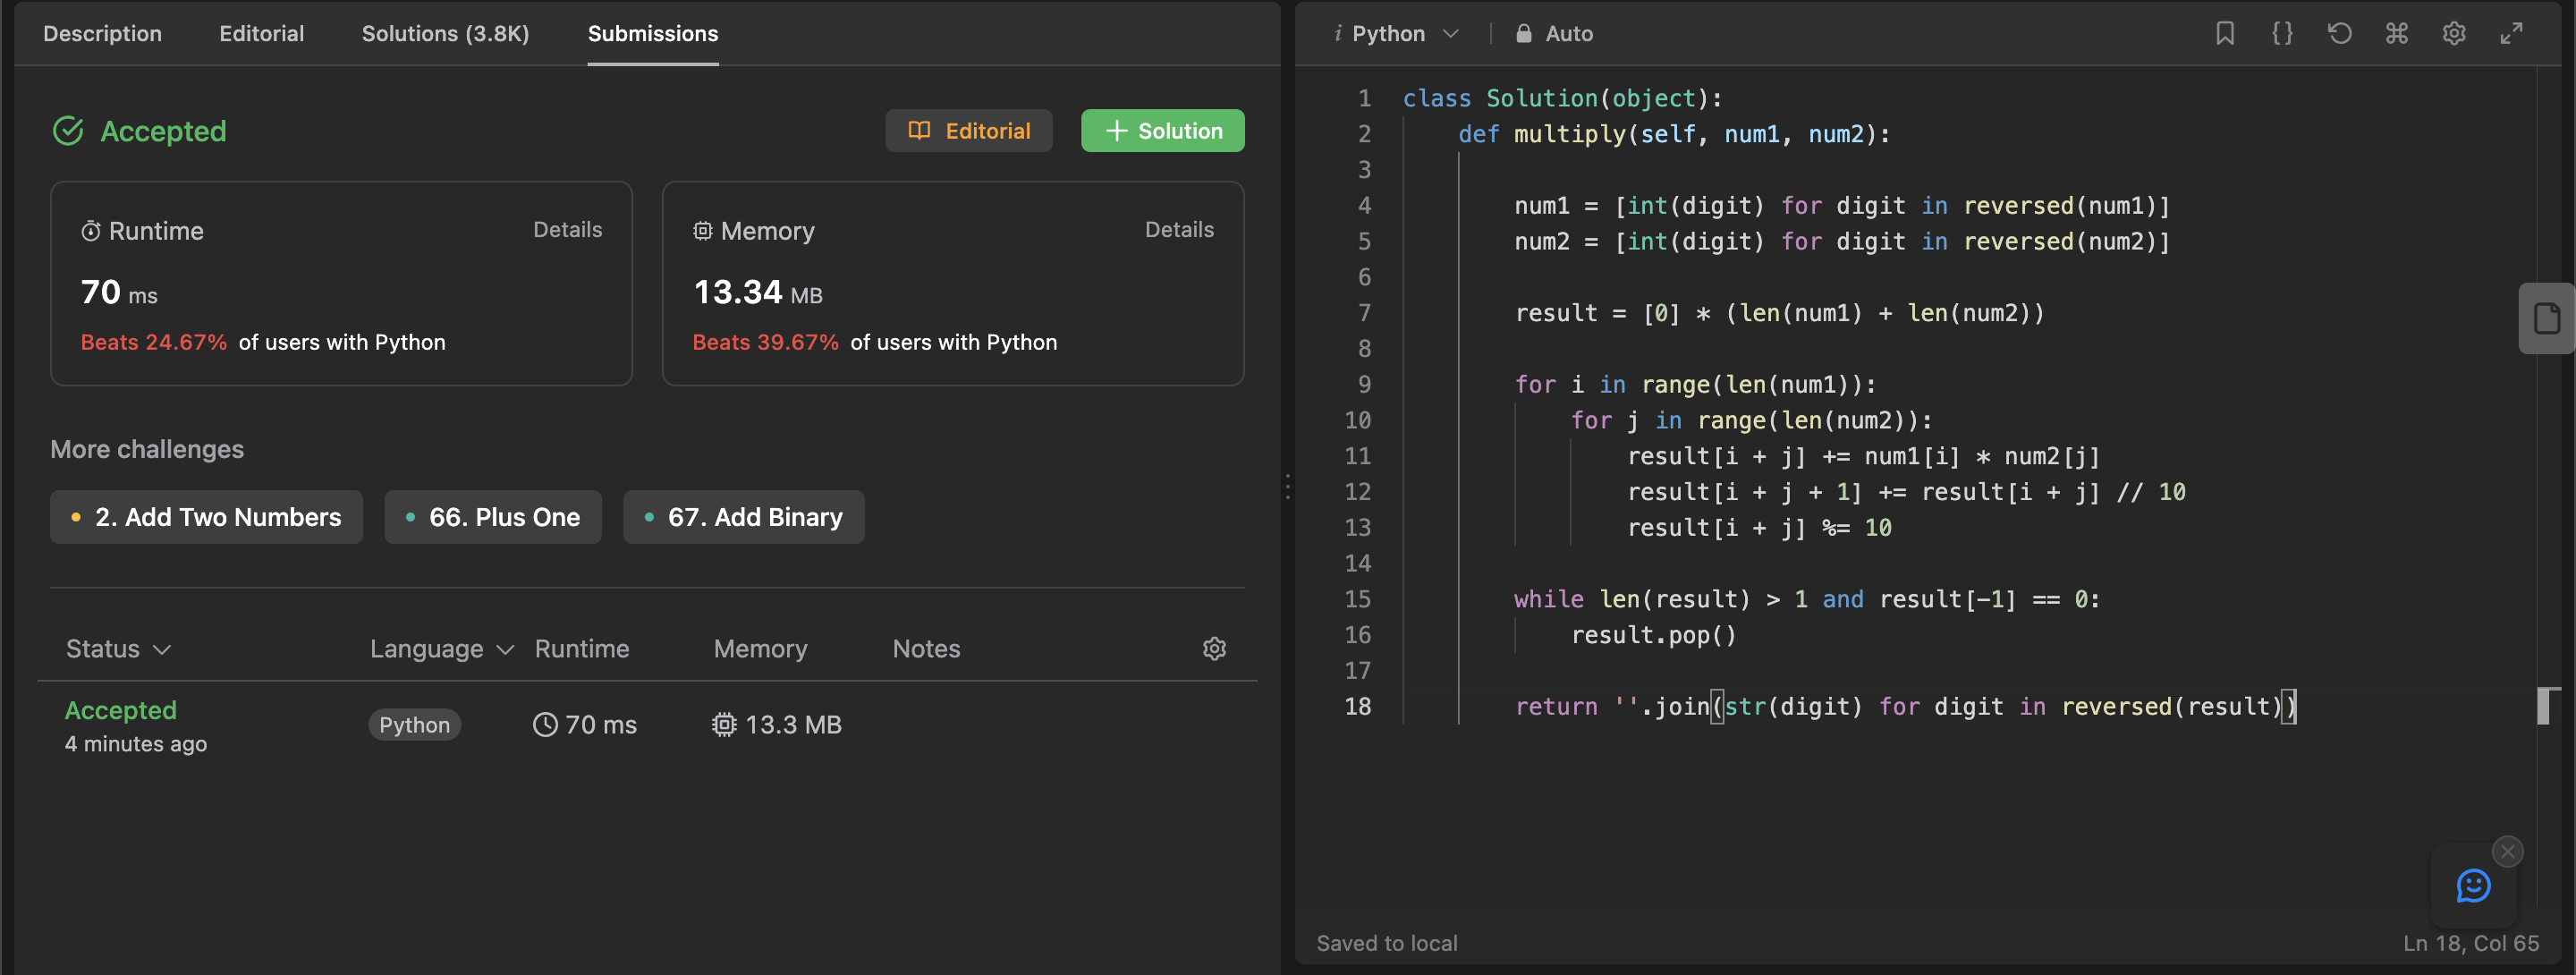 Description Editorial Solutions (3.8K) Submissions
Accepted
Editorial
+ Solution
Runtime Details
70 ms
Beats 24.67% of users with Python
Memory Details
13.34 MB
Beats 39.67% of users with Python
More challenges
2. Add Two Numbers 66. Plus One 67. Add Binary
Status Language Runtime Memory Notes
Accepted Python 70 ms 13.3 MB
4 minutes ago
i Python Auto
1 class Solution(object):
2     def multiply(self, num1, num2):
3
4         num1 = [int(digit) for digit in reversed(num1)]
5         num2 = [int(digit) for digit in reversed(num2)]
6
7         result = [0] * (len(num1) + len(num2))
8
9         for i in range(len(num1)):
10             for j in range(len(num2)):
11                 result[i + j] += num1[i] * num2[j]
12                 result[i + j + 1] += result[i + j] // 10
13                 result[i + j] %= 10
14
15         while len(result) > 1 and result[-1] == 0:
16             result.pop()
17
18         return ''.join(str(digit) for digit in reversed(result))
Saved to local
Ln 18, Col 65